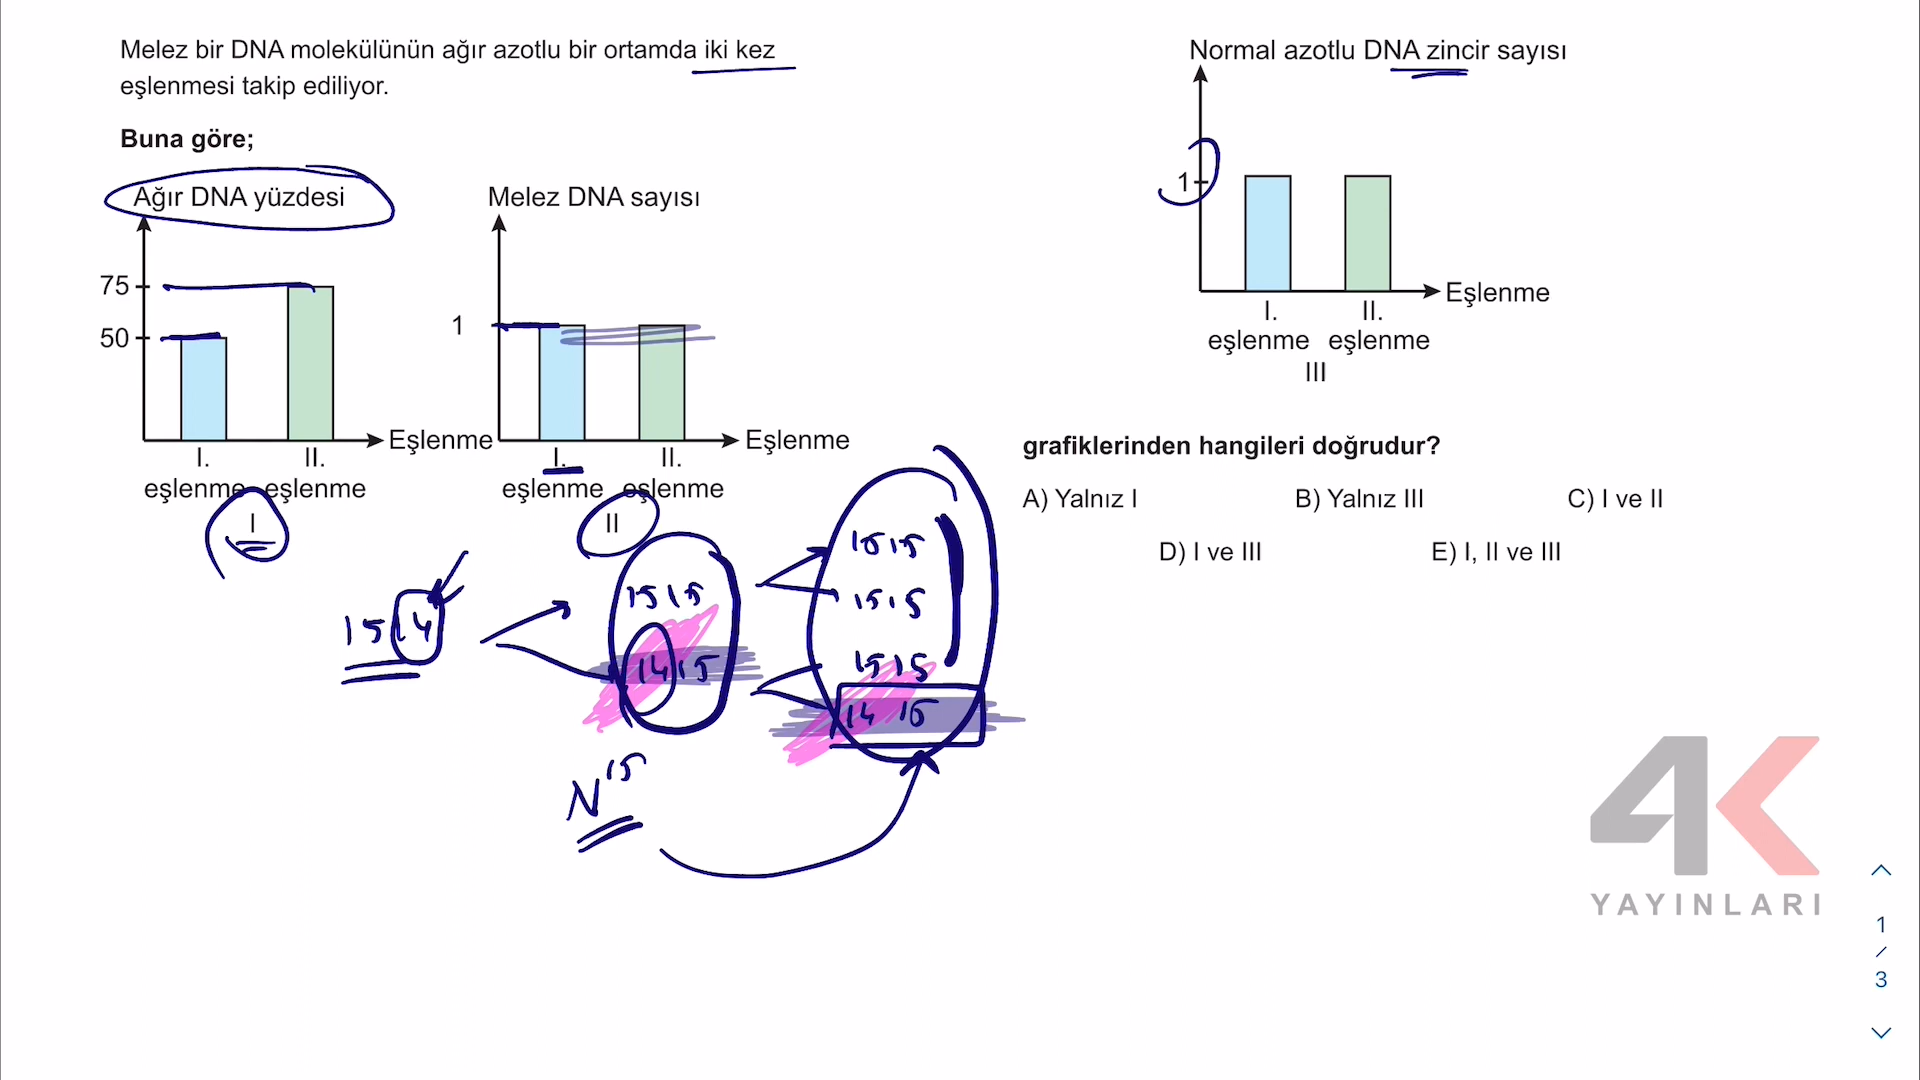 Melez bir DNA molekülünün ağır azotlu bir ortamda iki kez
eşlenmesi takip ediliyor.
Buna göre;
Ağır DNA yüzdesi
75
50
Eşlenme
I.
II.
eşlenme
eşlenme
I
Melez DNA sayısı
1
Eşlenme
I.
II.
eşlenme
eşlenme
II
15 14
15 15
14 15
15 15
15 15
15 15
14 15
N15
Normal azotlu DNA zincir sayısı
1
Eşlenme
I.
II.
eşlenme
eşlenme
III
grafiklerinden hangileri doğrudur?
A) Yalnız I
B) Yalnız III
C) I ve II
D) I ve III
E) I, II ve III
4K
YAYINLARI
1
/
3